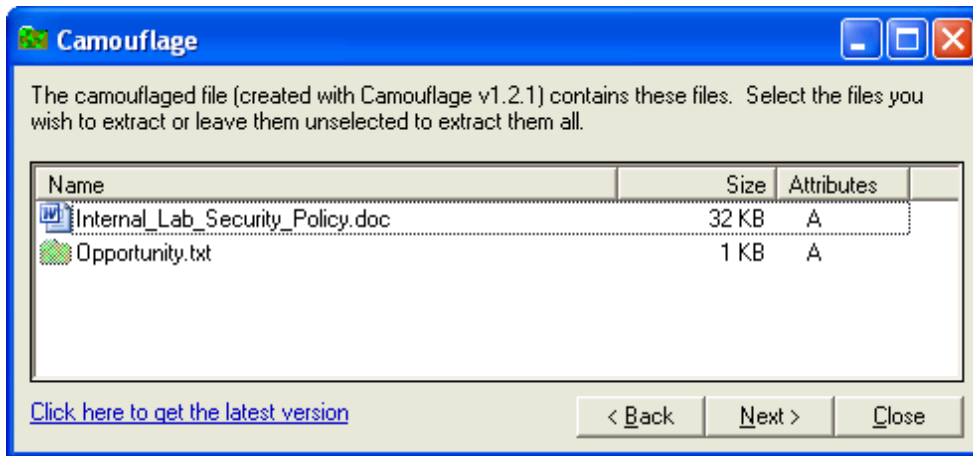 Camouflage
The camouflaged file (created with Camouflage v1.2.1) contains these files.  Select the files you
wish to extract or leave them unselected to extract them all.
Name Size Attributes
Internal_Lab_Security_Policy.doc 32 KB A
Opportunity.txt 1 KB A
Click here to get the latest version < Back Next > Close